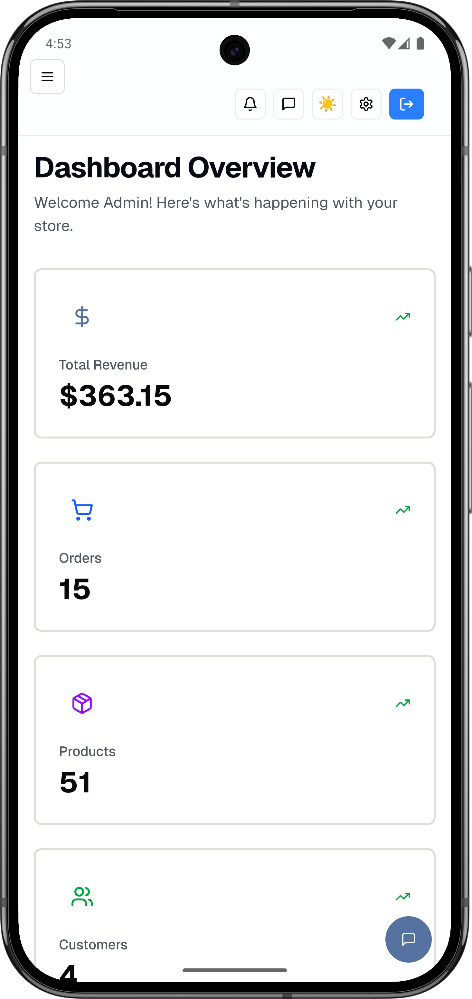 4:53
Dashboard Overview
Welcome Admin! Here's what's happening with your
store.
Total Revenue
$363.15
Orders
15
Products
51
Customers
4